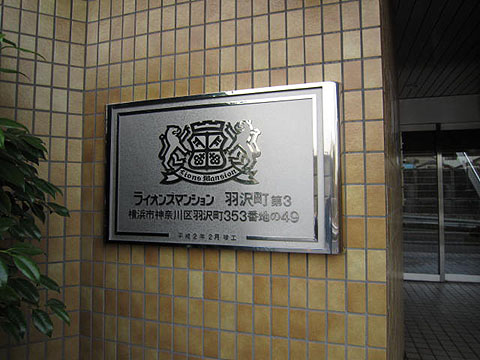 Lions Mansion
ライオンズマンション 羽沢町 第3
横浜市神奈川区羽沢町353番地の49
平成2年2月 竣工